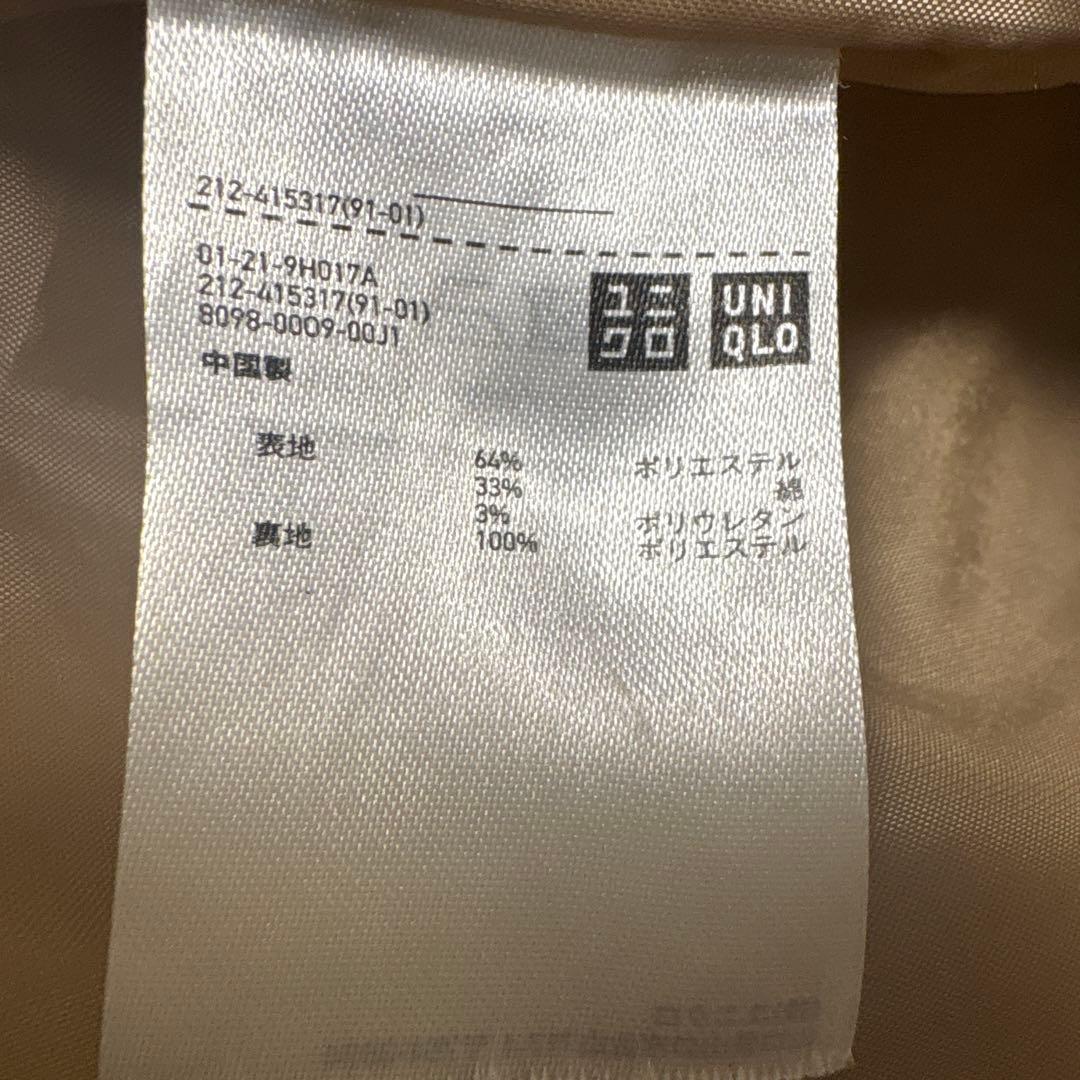 212-415317(91-01)
01-21-9H017A
212-415317(91-01)
8098-0009-00J1
中国製
ユニ
クロ
UNI
QLO
表地 64% ポリエステル
33% 綿
3% ポリウレタン
裏地 100% ポリエステル